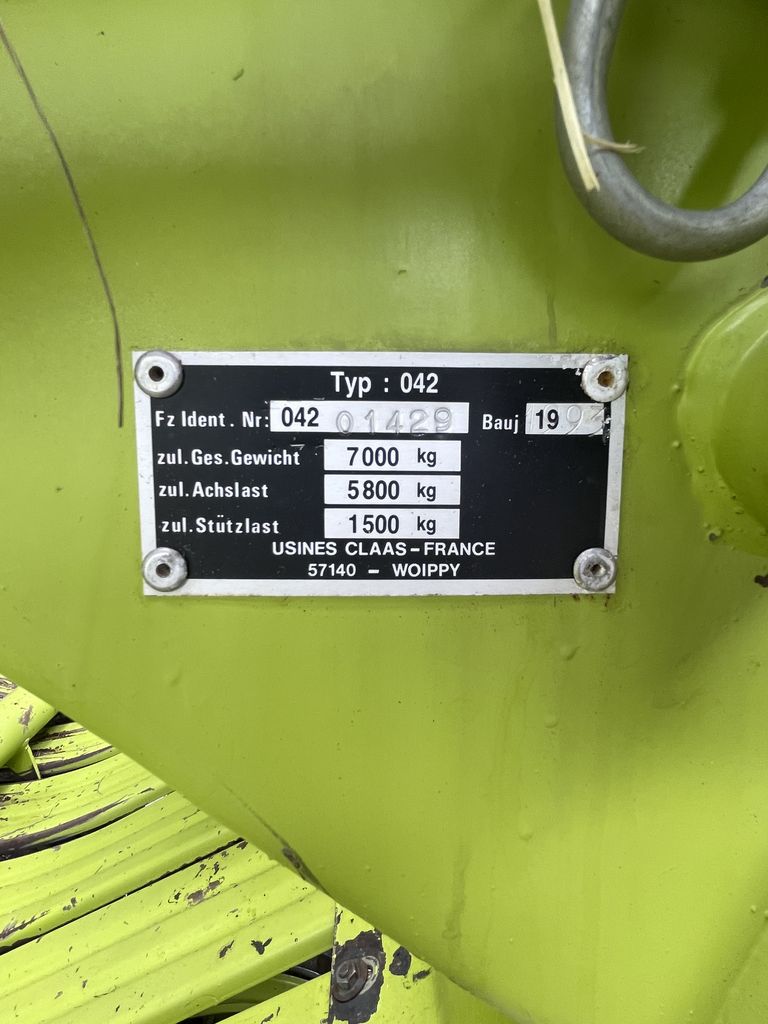 Typ : 042
Fz Ident. Nr: 042 01429 Bauj 1993
zul.Ges.Gewicht 7000 kg
zul.Achslast 5800 kg
zul.Stützlast 1500 kg
USINES CLAAS-FRANCE
57140 - WOIPPY